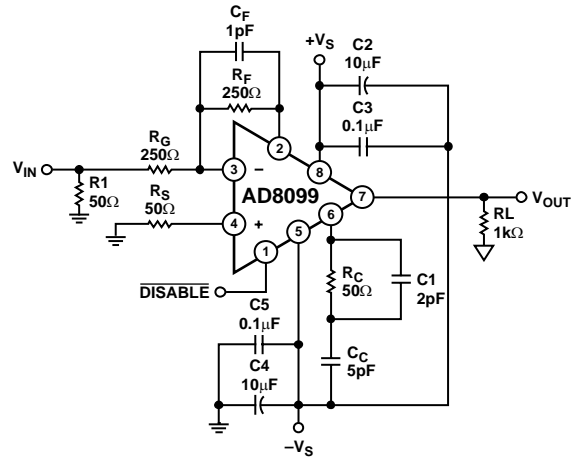 C_F
1pF
+V_S
C2
10μF
R_F
250Ω
C3
0.1μF
R_G
250Ω
2
V_IN
3
–
8
R1
50Ω
R_S
50Ω
AD8099
7
V_OUT
4
+
6
RL
1kΩ
5
1
R_C
50Ω
C1
2pF
DISABLE
C5
0.1μF
C4
10μF
C_C
5pF
–V_S